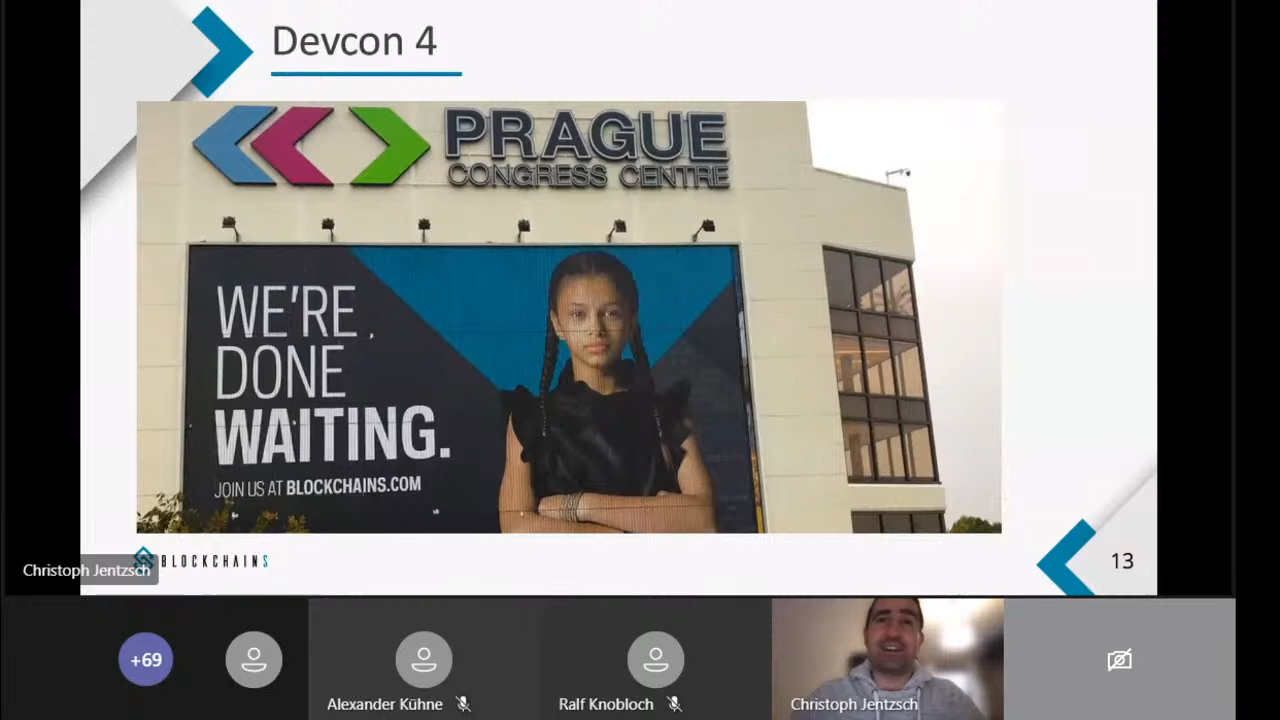 Devcon 4
PRAGUE
CONGRESS CENTRE
WE'RE
DONE
WAITING.
JOIN US AT BLOCKCHAINS.COM
BLOCKCHAINS
13
Christoph Jentzsch
+69
Alexander Kühne
Ralf Knobloch
Christoph Jentzsch